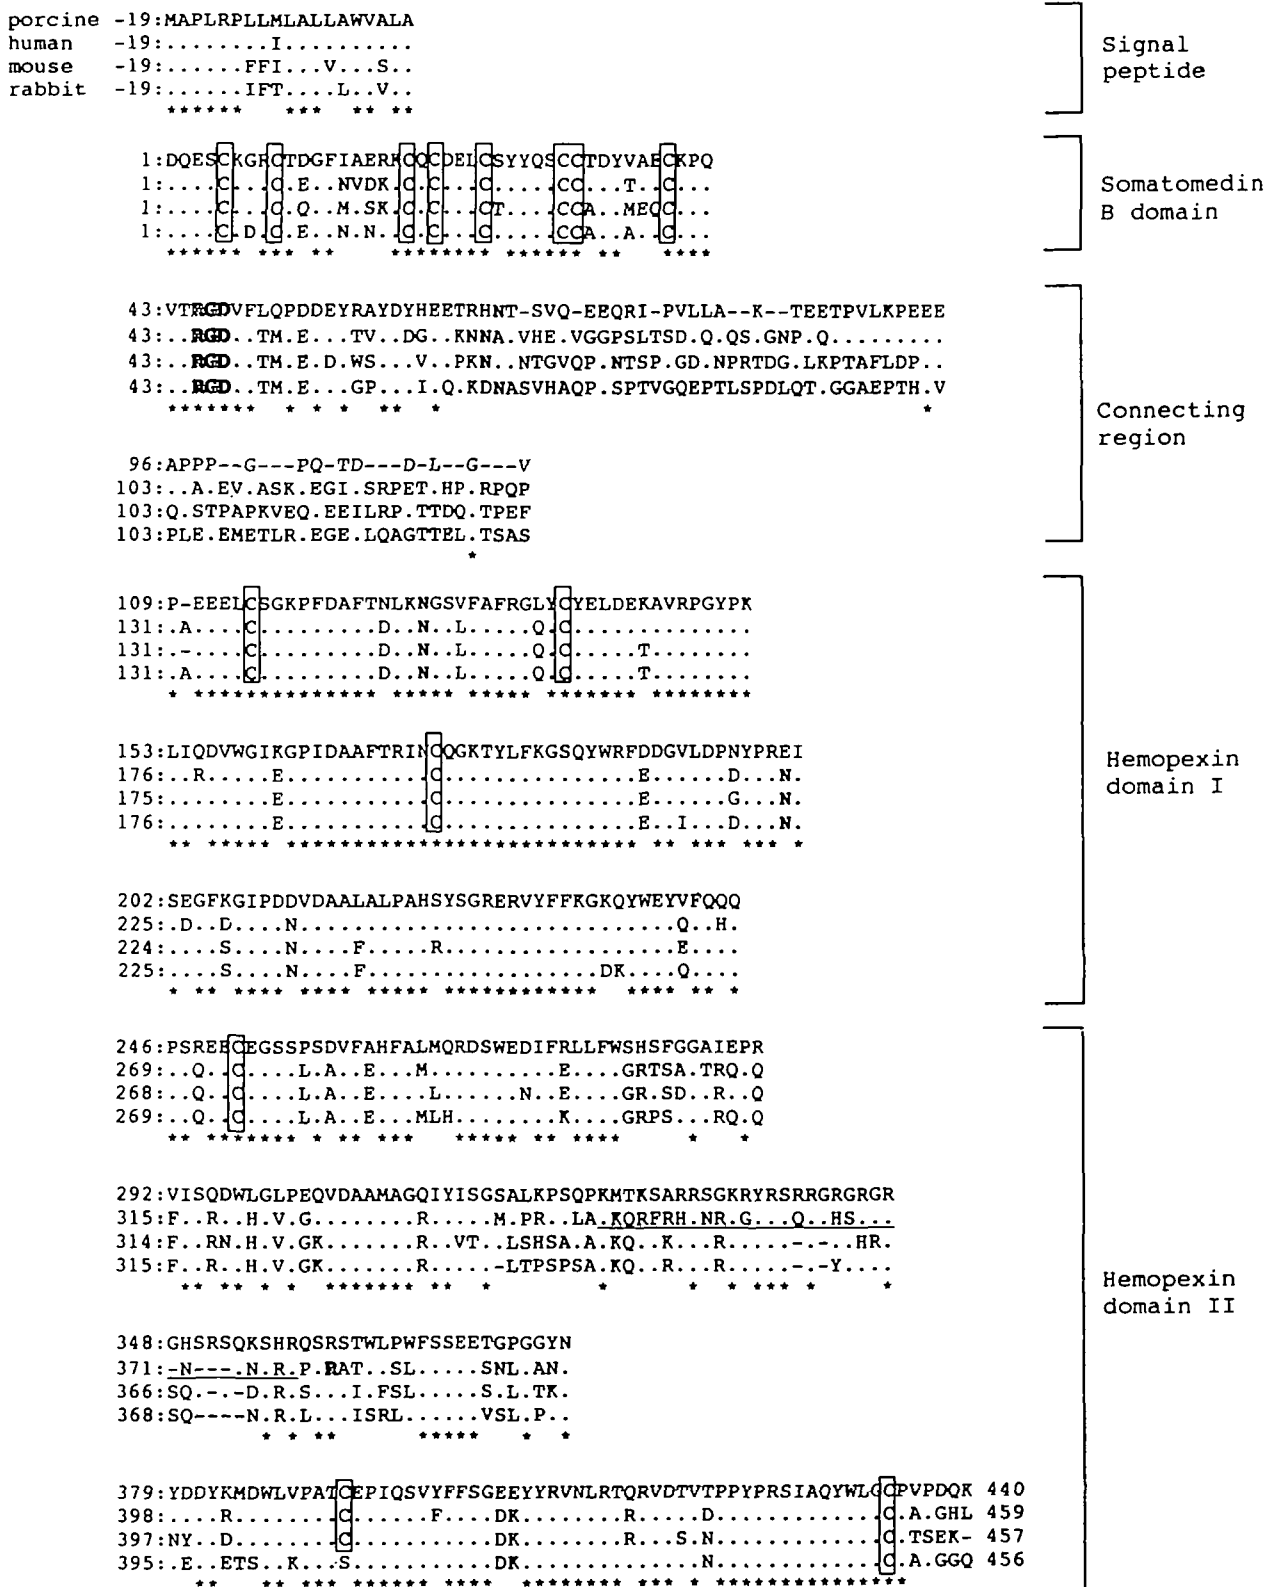 porcine -19:MAPLRPLLMLALLAWVALA
human -19:........I..........
mouse -19:......FFI...V...S..
rabbit -19:......IFT....L..V..
****** *** ** **
Signal
peptide
1:DQESCKGRCTDGFIAERKCQCDELCSYYQSCCTDYVAECKPQ
1:....C...C.E..NVDK.C.C...C.....CC...T..C...
1:....C...C.Q..M.SK.C.C...CT....CCA..MEQC...
1:....C.D.C.E..N.N..C.C...C.....CCA..A..C...
****** *** ** ******* ****** ** ****
Somatomedin
B domain
43:VTRGDVFLQPDDEYRAYDYHEETRHNT-SVQ-EEQRI-PVLLA--K--TEETPVLKPEEE
43:..RGD..TM.E...TV..DG..KNNA.VHE.VGGPSLTSD.Q.QS.GNP.Q.........
43:..RGD..TM.E.D.WS...V..PKN..NTGVQP.NTSP.GD.NPRTDG.LKPTAFLDP..
43:..RGD..TM.E...GP...I.Q.KDNASVHAQP.SPTVGQEPTLSPDLQT.GGAEPTH.V
******* * * * ** * *
Connecting
region
96:APPP--G---PQ-TD---D-L--G---V
103:..A.EV.ASK.EGI.SRPET.HP.RPQP
103:Q.STPAPKVEQ.EEILRP.TTDQ.TPEF
103:PLE.EMETLR.EGE.LQAGTTEL.TSAS
*
109:P-EEELCSGKPFDAFTNLKNGSVFAFRGLYCYELDEKAVRPGYPK
131:.A....C.........D..N..L.....Q.C..............
131:.-....C.........D..N..L.....Q.C.....T........
131:.A....C.........D..N..L.....Q.C.....T........
* ************** ***** ***** ******* ********
153:LIQDVWGIKGPIDAAFTRINCQGKTYLFKGSQYWRFDDGVLDPNYPREI
176:..R.....E...........C...............E......D...N.
175:........E...........C...............E......G...N.
176:........E...........C...............E..I...D...N.
** ***** *************************** ** *** *** *
Hemopexin
domain I
202:SEGFKGIPDDVDAALALPAHSYSGRERVYFFKGKQYWEYVFQQQ
225:.D..D....N.............................Q..H.
224:....S....N....F.....R..................E....
225:....S....N....F..................DK....Q....
* ** **** **** ***** ************ **** ** *
246:PSREECEGSSPSDVFAHFALMQRDSWEDIFRLLFWSHSFGGAIEPR
269:..Q..C....L.A..E...M..........E....GRTSA.TRQ.Q
268:..Q..C....L.A..E....L......N..E....GR.SD..R..Q
269:..Q..C....L.A..E...MLH........K....GRPS...RQ.Q
** ******* * ** *** ***** ** **** * *
292:VISQDWLGLPEQVDAAMAGQIYISGSALKPSQPKMTKSARRSGKRYRSRRGRGRGR
315:F..R..H.V.G........R.....M.PR..LA.KQRFRH.NR.G...Q..HS...
314:F..RN.H.V.GK.......R..VT..LSHSA.A.KQ..K...R.....-.-..HR.
315:F..R..H.V.GK.......R.....-LTPSPSA.KQ..R...R.....-.-Y....
** ** * * ******* ** * * * * *** * *
Hemopexin
domain II
348:GHSRSQKSHRQSRSTWLPWFSSEETGPGGYN
371:-N---.N.R.P.RAT..SL.....SNL.AN.
366:SQ.-.-D.R.S...I.FSL.....S.L.TK.
368:SQ----N.R.L...ISRL......VSL.P..
* * ** ***** * *
379:YDDYKMDWLVPATCEPIQSVYFFSGEEYYRVNLRTQRVDTVTPPYPRSIAQYWLGCPVPDQK 440
398:....R........C......F....DK........R.....D.............C.A.GHL 459
397:NY..D........C...........DK........R...S.N.............C.TSEK- 457
395:.E..ETS..K...S...........DK..............N.............C.A.GGQ 456
** ** *** ****** **** ******** *** * ****************